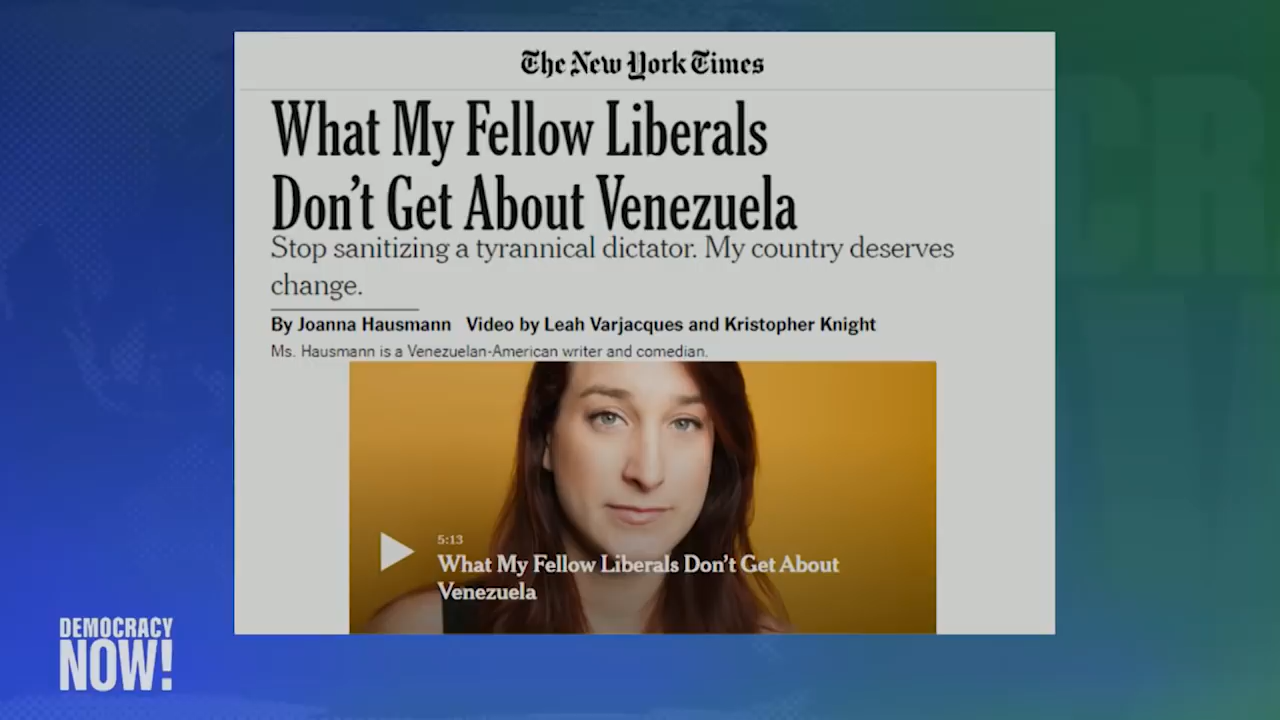 The New York Times
What My Fellow Liberals
Don't Get About Venezuela
Stop sanitizing a tyrannical dictator. My country deserves
change.
By Joanna Hausmann Video by Leah Varjacques and Kristopher Knight
Ms. Hausmann is a Venezuelan-American writer and comedian.
5:13
What My Fellow Liberals Don't Get About
Venezuela
DEMOCRACY
NOW!